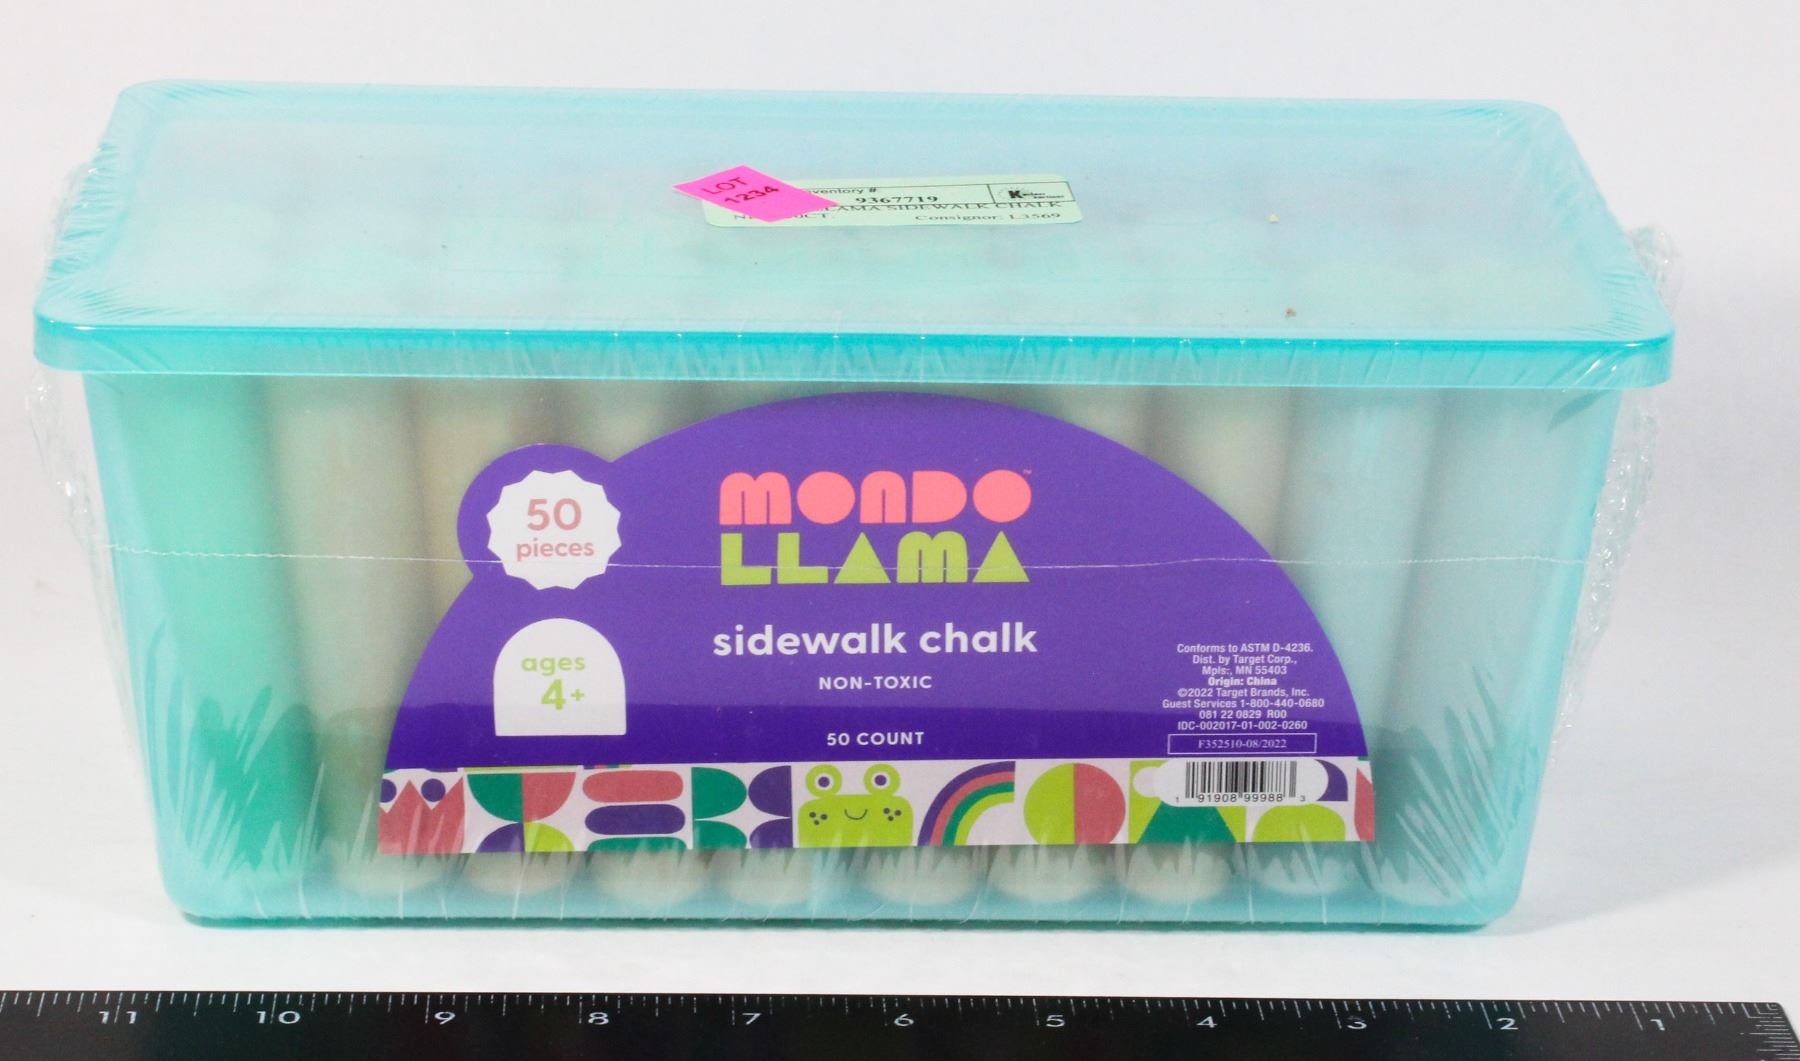 LOT
1234
ventory #
9367719
LLAMA SIDEWALK CHALK
Consignor: L3569
50
pieces
MONDO™
LLAMA
ages
4+
sidewalk chalk
NON-TOXIC
50 COUNT
Conforms to ASTM D-4236.
Dist. by Target Corp.,
Mpls., MN 55403
Origin: China
©2022 Target Brands, Inc.
Guest Services 1-800-440-0680
081 22 0829 R00
IDC-002017-01-002-0260
F352510-08/2022
1 91908 99988 3
11 10 9 8 7 6 5 4 3 2 1